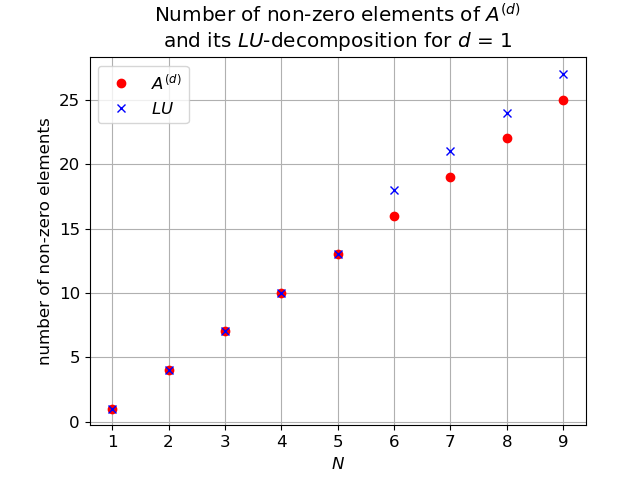 Number of non-zero elements of A^(d)
and its LU-decomposition for d = 1
A^(d)
LU
number of non-zero elements
25
20
15
10
5
0
1 2 3 4 5 6 7 8 9
N